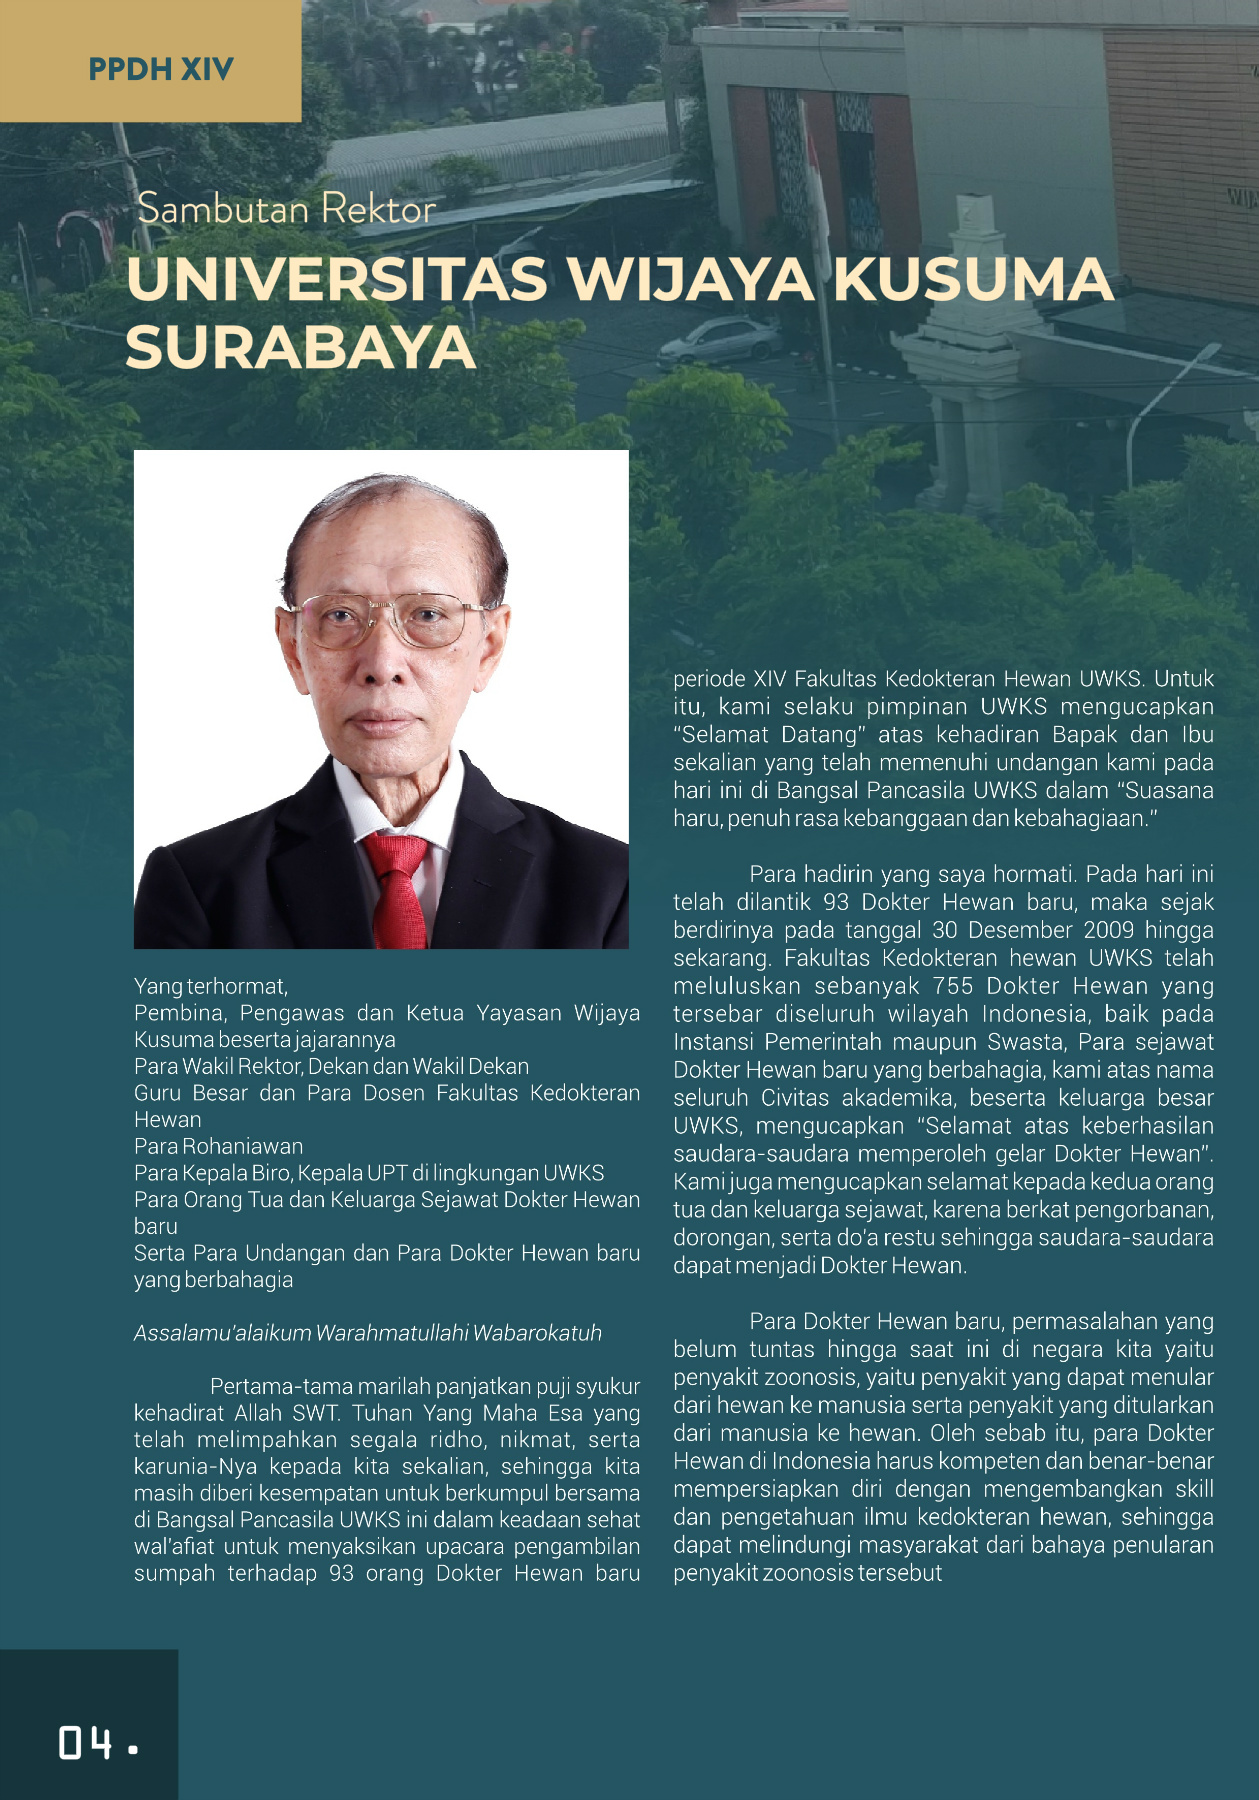 PPDH XIV
Sambutan Rektor
UNIVERSITAS WIJAYA KUSUMA
SURABAYA
Yang terhormat,
Pembina, Pengawas dan Ketua Yayasan Wijaya
Kusuma beserta jajarannya
Para Wakil Rektor, Dekan dan Wakil Dekan
Guru Besar dan Para Dosen Fakultas Kedokteran
Hewan
Para Rohaniawan
Para Kepala Biro, Kepala UPT di lingkungan UWKS
Para Orang Tua dan Keluarga Sejawat Dokter Hewan
baru
Serta Para Undangan dan Para Dokter Hewan baru
yang berbahagia
Assalamu’alaikum Warahmatullahi Wabarokatuh
Pertama-tama marilah panjatkan puji syukur
kehadirat Allah SWT. Tuhan Yang Maha Esa yang
telah melimpahkan segala ridho, nikmat, serta
karunia-Nya kepada kita sekalian, sehingga kita
masih diberi kesempatan untuk berkumpul bersama
di Bangsal Pancasila UWKS ini dalam keadaan sehat
wal’afiat untuk menyaksikan upacara pengambilan
sumpah terhadap 93 orang Dokter Hewan baru
periode XIV Fakultas Kedokteran Hewan UWKS. Untuk
itu, kami selaku pimpinan UWKS mengucapkan
“Selamat Datang” atas kehadiran Bapak dan Ibu
sekalian yang telah memenuhi undangan kami pada
hari ini di Bangsal Pancasila UWKS dalam “Suasana
haru, penuh rasa kebanggaan dan kebahagiaan.”
Para hadirin yang saya hormati. Pada hari ini
telah dilantik 93 Dokter Hewan baru, maka sejak
berdirinya pada tanggal 30 Desember 2009 hingga
sekarang. Fakultas Kedokteran hewan UWKS telah
meluluskan sebanyak 755 Dokter Hewan yang
tersebar diseluruh wilayah Indonesia, baik pada
Instansi Pemerintah maupun Swasta, Para sejawat
Dokter Hewan baru yang berbahagia, kami atas nama
seluruh Civitas akademika, beserta keluarga besar
UWKS, mengucapkan “Selamat atas keberhasilan
saudara-saudara memperoleh gelar Dokter Hewan”.
Kami juga mengucapkan selamat kepada kedua orang
tua dan keluarga sejawat, karena berkat pengorbanan,
dorongan, serta do’a restu sehingga saudara-saudara
dapat menjadi Dokter Hewan.
Para Dokter Hewan baru, permasalahan yang
belum tuntas hingga saat ini di negara kita yaitu
penyakit zoonosis, yaitu penyakit yang dapat menular
dari hewan ke manusia serta penyakit yang ditularkan
dari manusia ke hewan. Oleh sebab itu, para Dokter
Hewan di Indonesia harus kompeten dan benar-benar
mempersiapkan diri dengan mengembangkan skill
dan pengetahuan ilmu kedokteran hewan, sehingga
dapat melindungi masyarakat dari bahaya penularan
penyakit zoonosis tersebut
04.